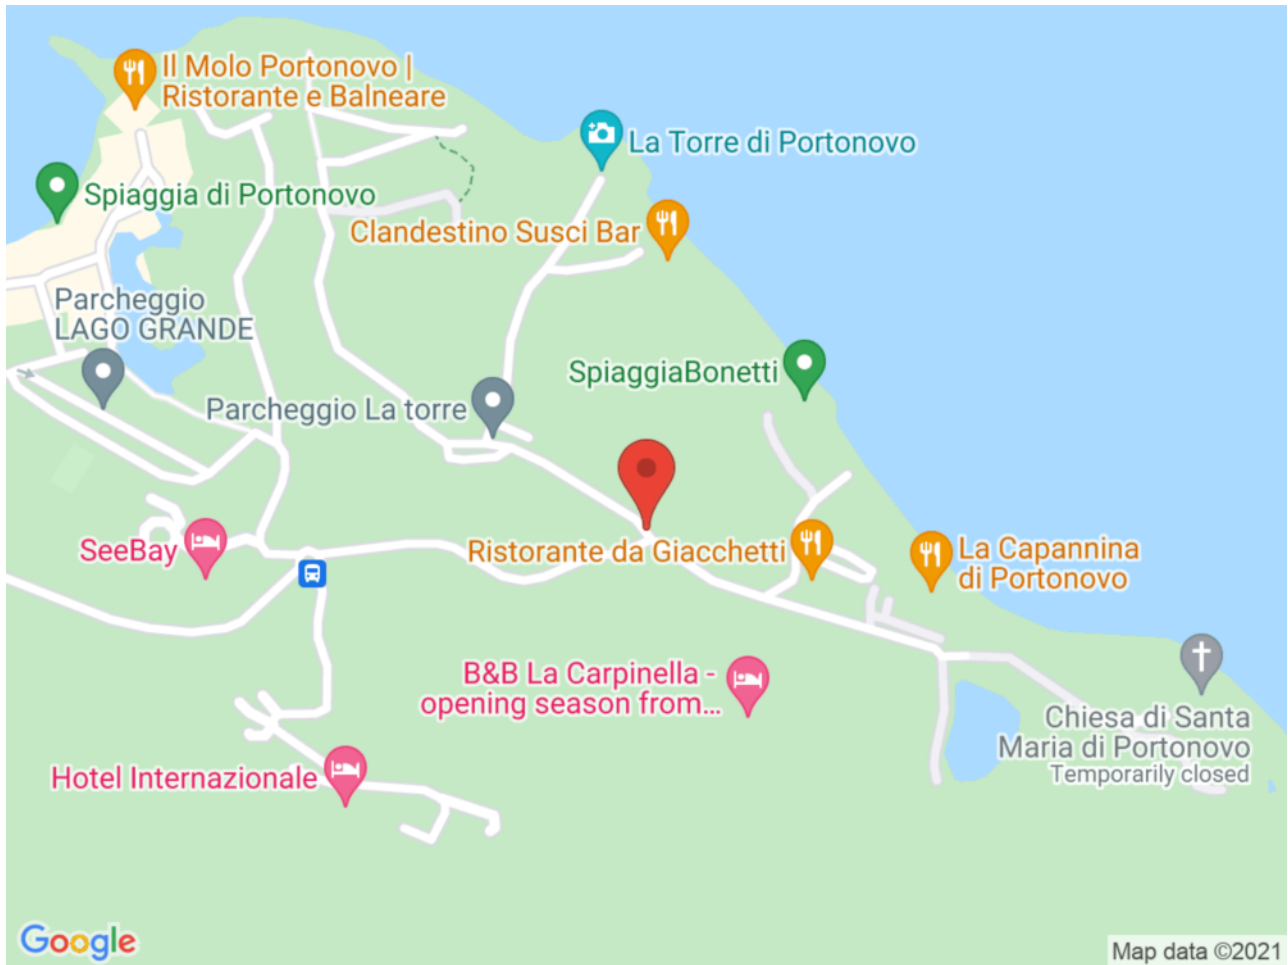 Il Molo Portonovo |
Ristorante e Balneare
La Torre di Portonovo
Spiaggia di Portonovo
Clandestino Susci Bar
Parcheggio
LAGO GRANDE
SpiaggiaBonetti
Parcheggio La torre
SeeBay
Ristorante da Giacchetti
La Capannina
di Portonovo
B&B La Carpinella -
opening season from...
Chiesa di Santa
Maria di Portonovo
Temporarily closed
Hotel Internazionale
Google
Map data ©2021